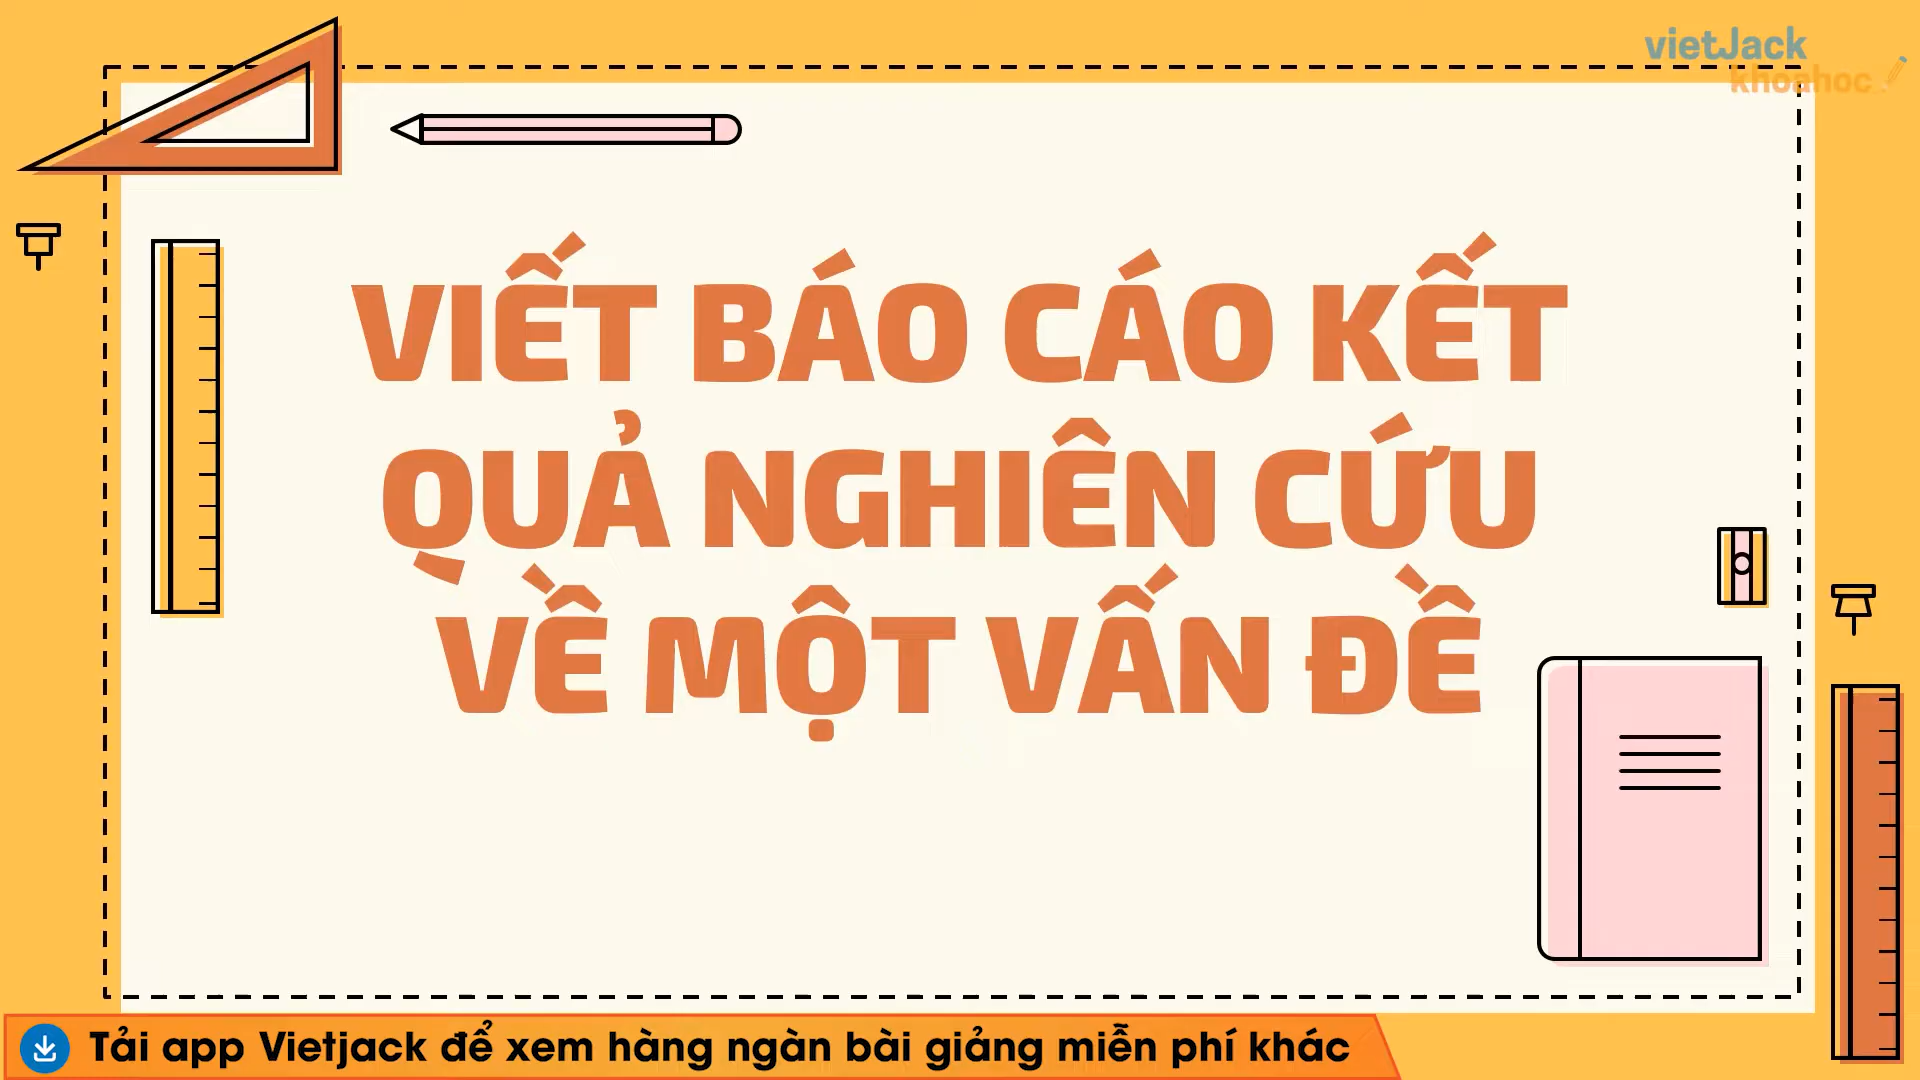 vietJack
khoahoc
VIẾT BÁO CÁO KẾT
QUẢ NGHIÊN CỨU
VỀ MỘT VẤN ĐỀ
Tải app Vietjack để xem hàng ngàn bài giảng miễn phí khác